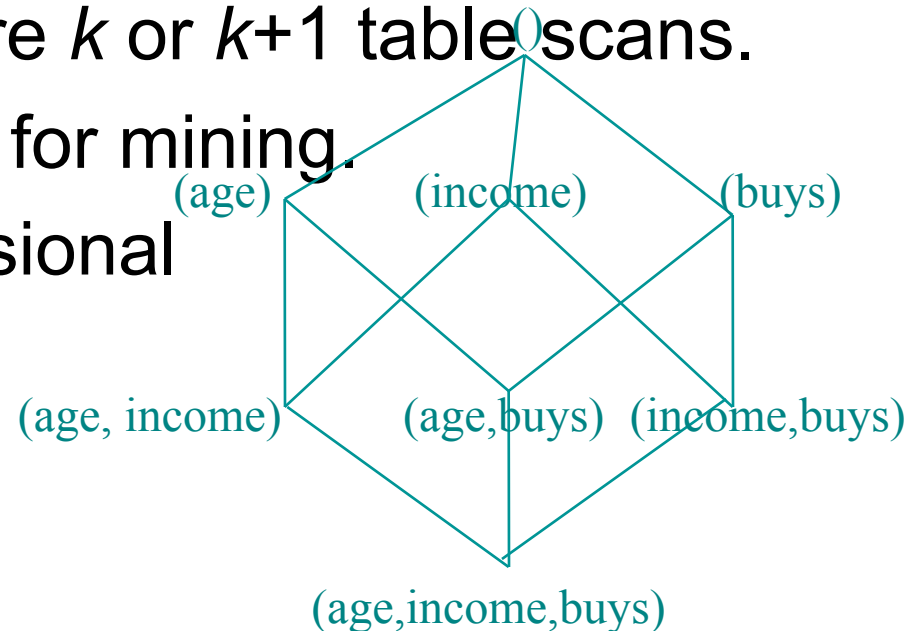 re k or k+1 table scans.
()
for mining.
(age) (income) (buys)
sional
(age, income) (age,buys) (income,buys)
(age,income,buys)